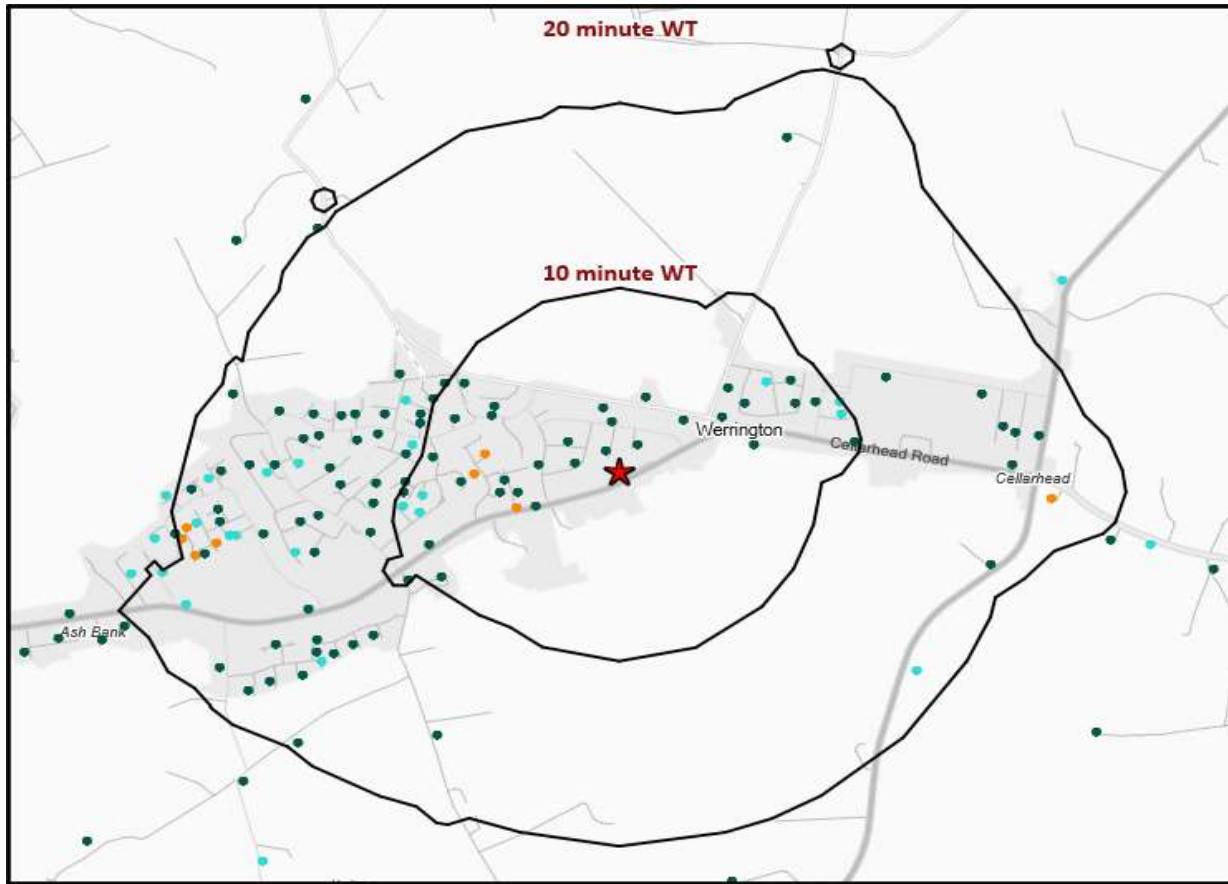 20 minute WT
10 minute WT
Werrington
Cellarhead Road
Cellarhead
Ash Bank